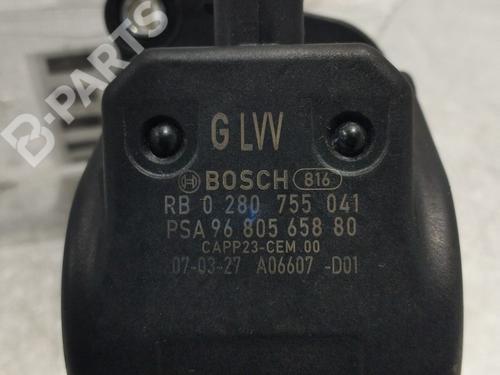 B-PARTS
G LVV
BOSCH 816
RB 0 280 755 041
PSA 96 805 658 80
CAPP23-CEM.00
07-03-27 A06607 -D01